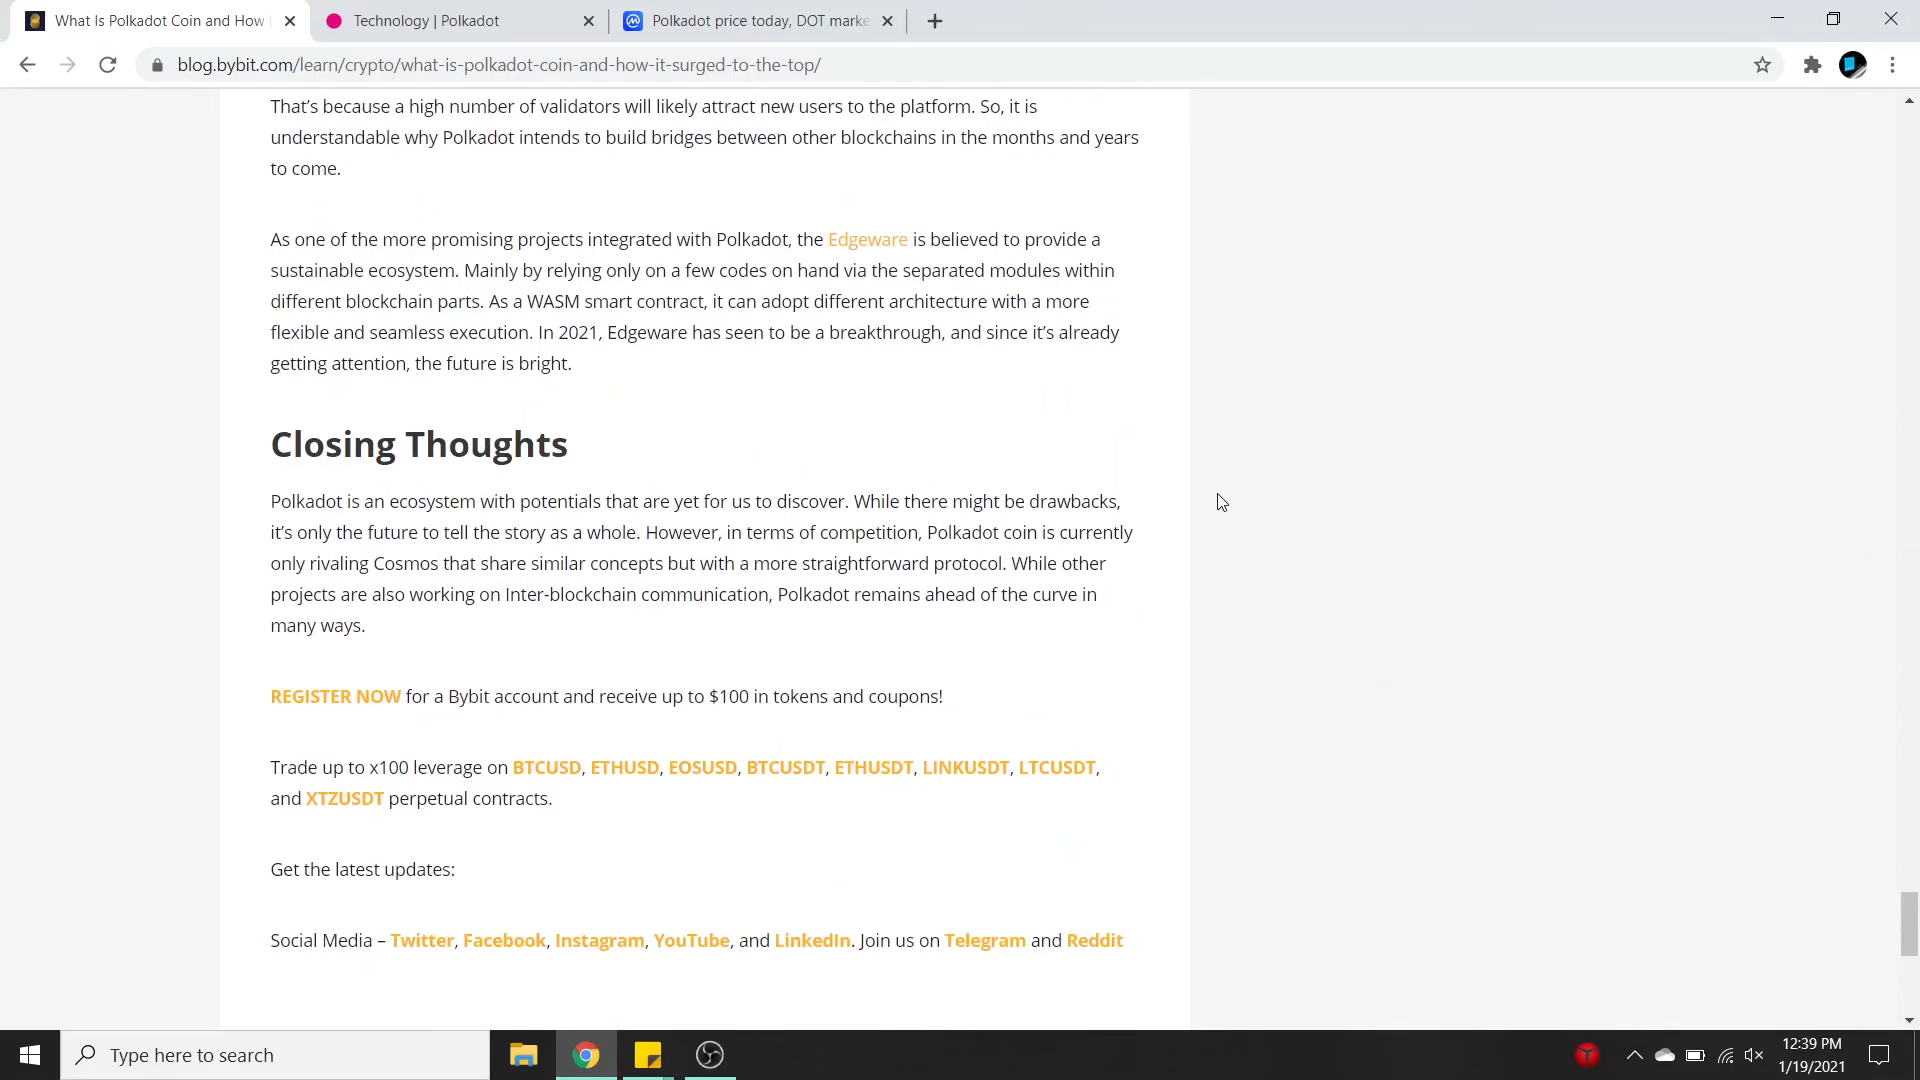 What Is Polkadot Coin and How
Technology | Polkadot
Polkadot price today, DOT marke
blog.bybit.com/learn/crypto/what-is-polkadot-coin-and-how-it-surged-to-the-top/
That’s because a high number of validators will likely attract new users to the platform. So, it is
understandable why Polkadot intends to build bridges between other blockchains in the months and years
to come.
As one of the more promising projects integrated with Polkadot, the Edgeware is believed to provide a
sustainable ecosystem. Mainly by relying only on a few codes on hand via the separated modules within
different blockchain parts. As a WASM smart contract, it can adopt different architecture with a more
flexible and seamless execution. In 2021, Edgeware has seen to be a breakthrough, and since it’s already
getting attention, the future is bright.
Closing Thoughts
Polkadot is an ecosystem with potentials that are yet for us to discover. While there might be drawbacks,
it’s only the future to tell the story as a whole. However, in terms of competition, Polkadot coin is currently
only rivaling Cosmos that share similar concepts but with a more straightforward protocol. While other
projects are also working on Inter-blockchain communication, Polkadot remains ahead of the curve in
many ways.
REGISTER NOW for a Bybit account and receive up to $100 in tokens and coupons!
Trade up to x100 leverage on BTCUSD, ETHUSD, EOSUSD, BTCUSDT, ETHUSDT, LINKUSDT, LTCUSDT,
and XTZUSDT perpetual contracts.
Get the latest updates:
Social Media – Twitter, Facebook, Instagram, YouTube, and LinkedIn. Join us on Telegram and Reddit
Type here to search
12:39 PM
1/19/2021